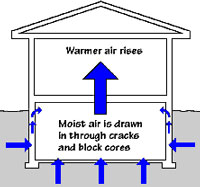 Warmer air rises
Moist air is drawn
in through cracks
and block cores